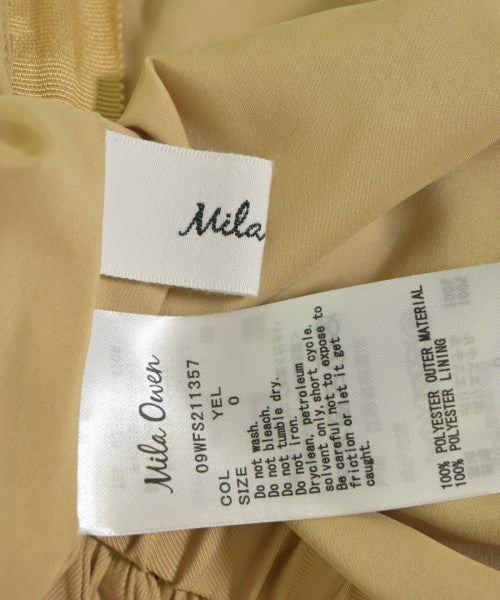 Mila
Mila Owen
09WFS211357
COL YEL
SIZE 0
Do not wash.
Do not bleach.
Do not tumble dry.
Do not iron.
Dryclean, petroleum
solvent only,short cycle.
Be careful not to expose to
friction or let it get
caught.
100% POLYESTER OUTER MATERIAL
100% POLYESTER LINING